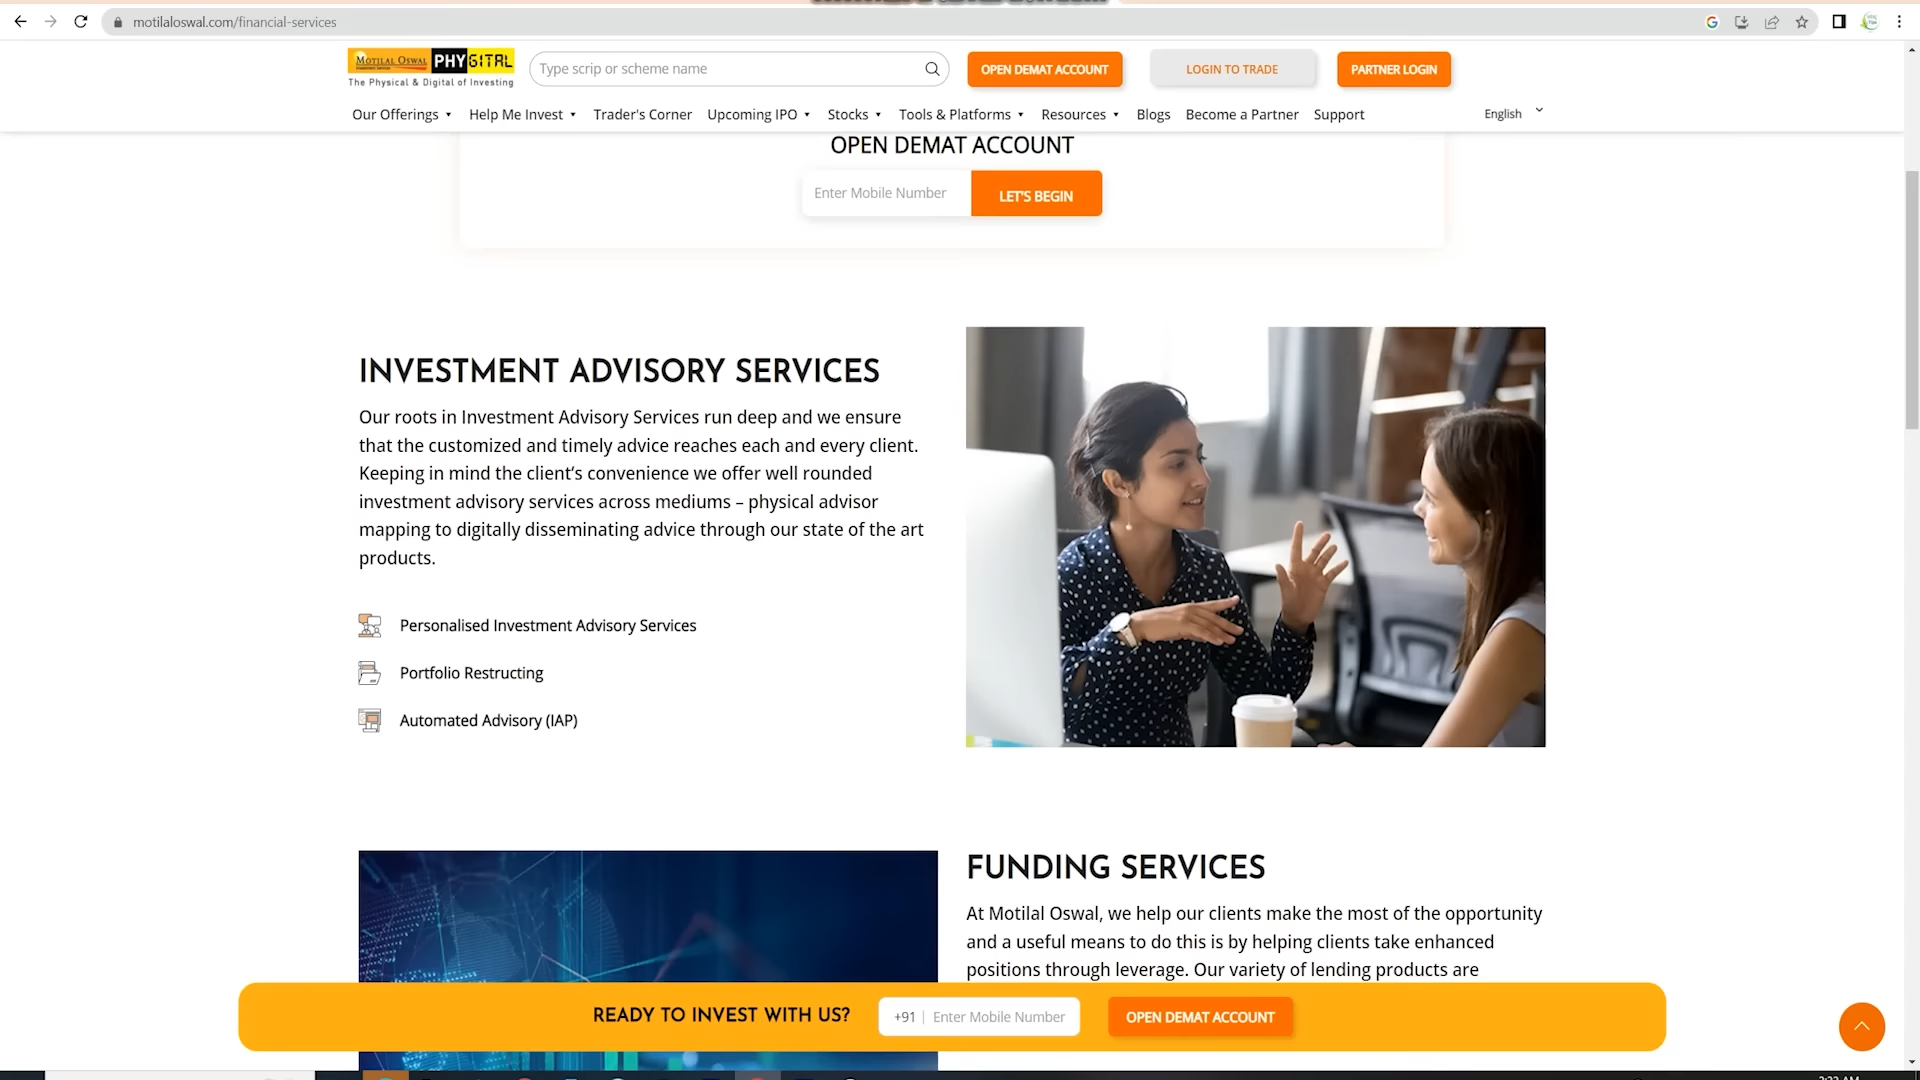 motilaloswal.com/financial-services
MOTILAL OSWAL PHYGITAL
The Physical & Digital of Investing
Type scrip or scheme name
OPEN DEMAT ACCOUNT
LOGIN TO TRADE
PARTNER LOGIN
Our Offerings
Help Me Invest
Trader's Corner
Upcoming IPO
Stocks
Tools & Platforms
Resources
Blogs
Become a Partner
Support
English
OPEN DEMAT ACCOUNT
Enter Mobile Number
LET'S BEGIN
INVESTMENT ADVISORY SERVICES
Our roots in Investment Advisory Services run deep and we ensure
that the customized and timely advice reaches each and every client.
Keeping in mind the client’s convenience we offer well rounded
investment advisory services across mediums – physical advisor
mapping to digitally disseminating advice through our state of the art
products.
Personalised Investment Advisory Services
Portfolio Restructing
Automated Advisory (IAP)
FUNDING SERVICES
At Motilal Oswal, we help our clients make the most of the opportunity
and a useful means to do this is by helping clients take enhanced
positions through leverage. Our variety of lending products are
READY TO INVEST WITH US?
+91 | Enter Mobile Number
OPEN DEMAT ACCOUNT